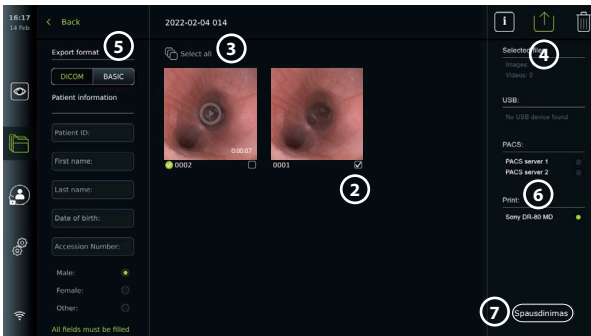 16:17
14 Feb
Back
2022-02-04 014
i
Export format
5
Select all
3
4
Selected files
DICOM BASIC
Images:
Videos: 0
Patient information
USB:
No USB device found
Patient ID:
PACS:
First name:
0:00:07
PACS server 1
0002
0001
PACS server 2
2
Last name:
6
Print:
Date of birth:
Sony DR-80 MD
Accession Number:
Male:
Female:
Other:
7
Spausdinimas
All fields must be filled